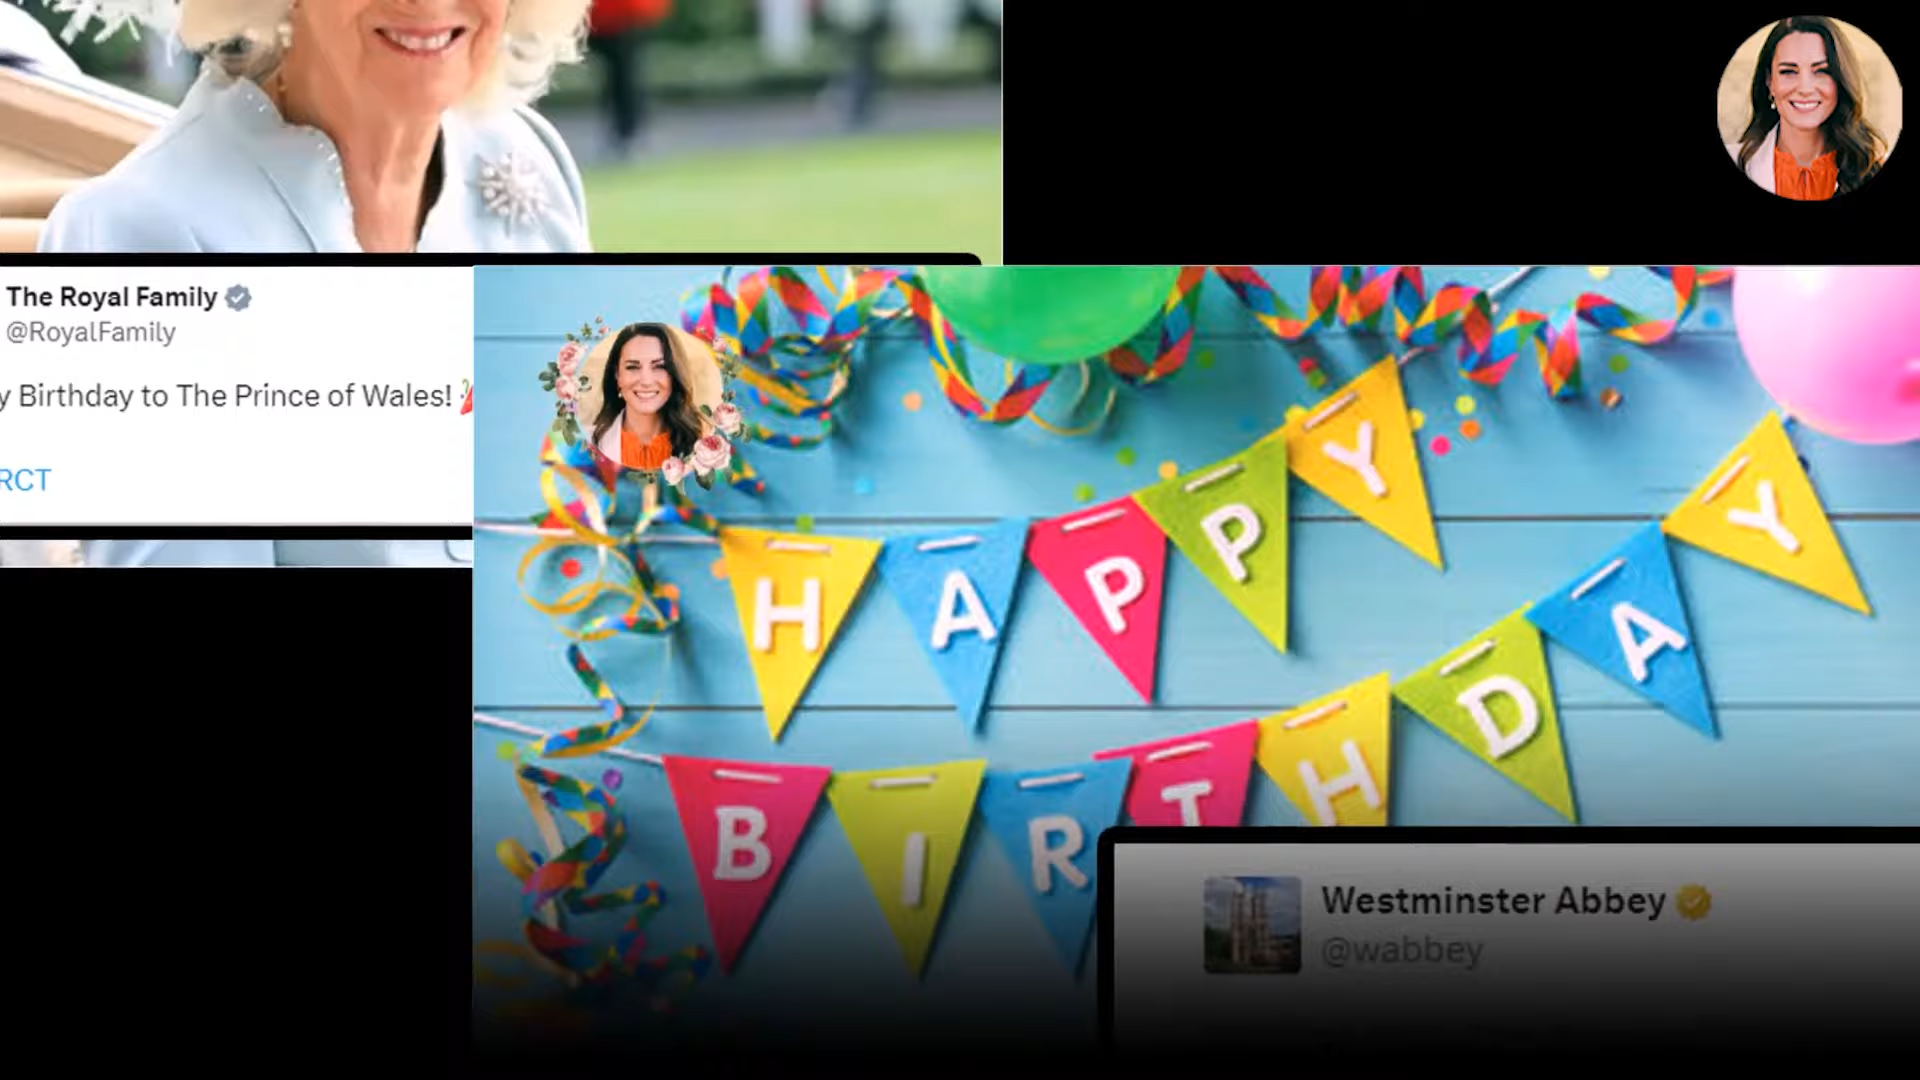 The Royal Family
@RoyalFamily
y Birthday to The Prince of Wales!
RCT
HAPPY
BIRTHDAY
Westminster Abbey
@wabbey